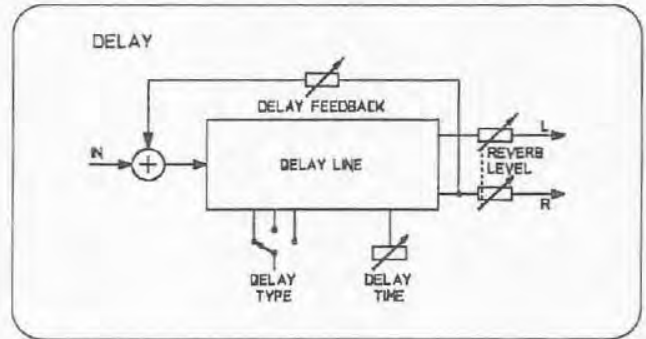 DELAY
DELAY FEEDBACK
IN
DELAY LINE
L
REVERB
LEVEL
R
DELAY
TYPE
DELAY
TIME